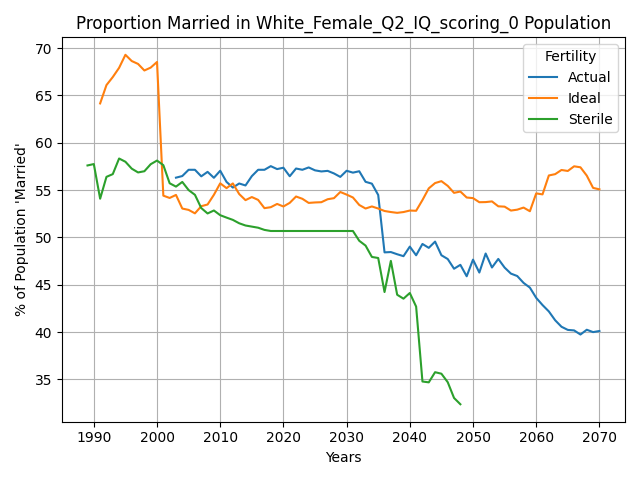 Proportion Married in White_Female_Q2_IQ_scoring_0 Population
Fertility
Actual
Ideal
Sterile
% of Population 'Married'
70
65
60
55
50
45
40
35
1990 2000 2010 2020 2030 2040 2050 2060 2070
Years